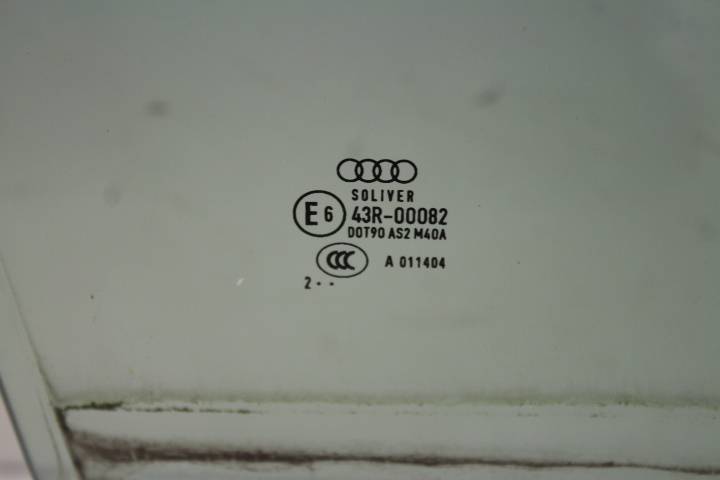 SOLIVER
E6 43R-00082
DOT90 AS2 M40A
CCC A 011404
2··